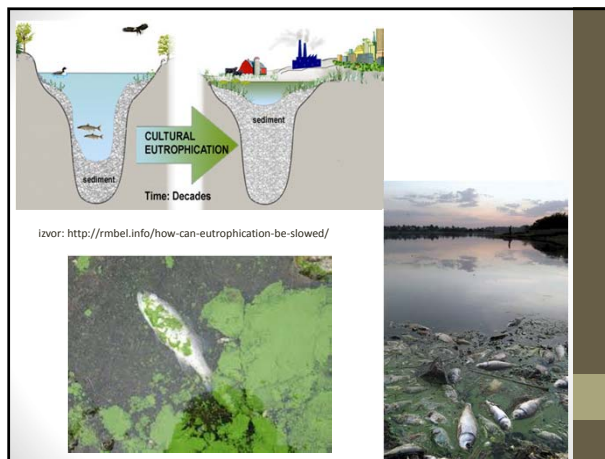 sediment
CULTURAL
EUTROPHICATION
Time: Decades
sediment
izvor: http://rmbel.info/how-can-eutrophication-be-slowed/